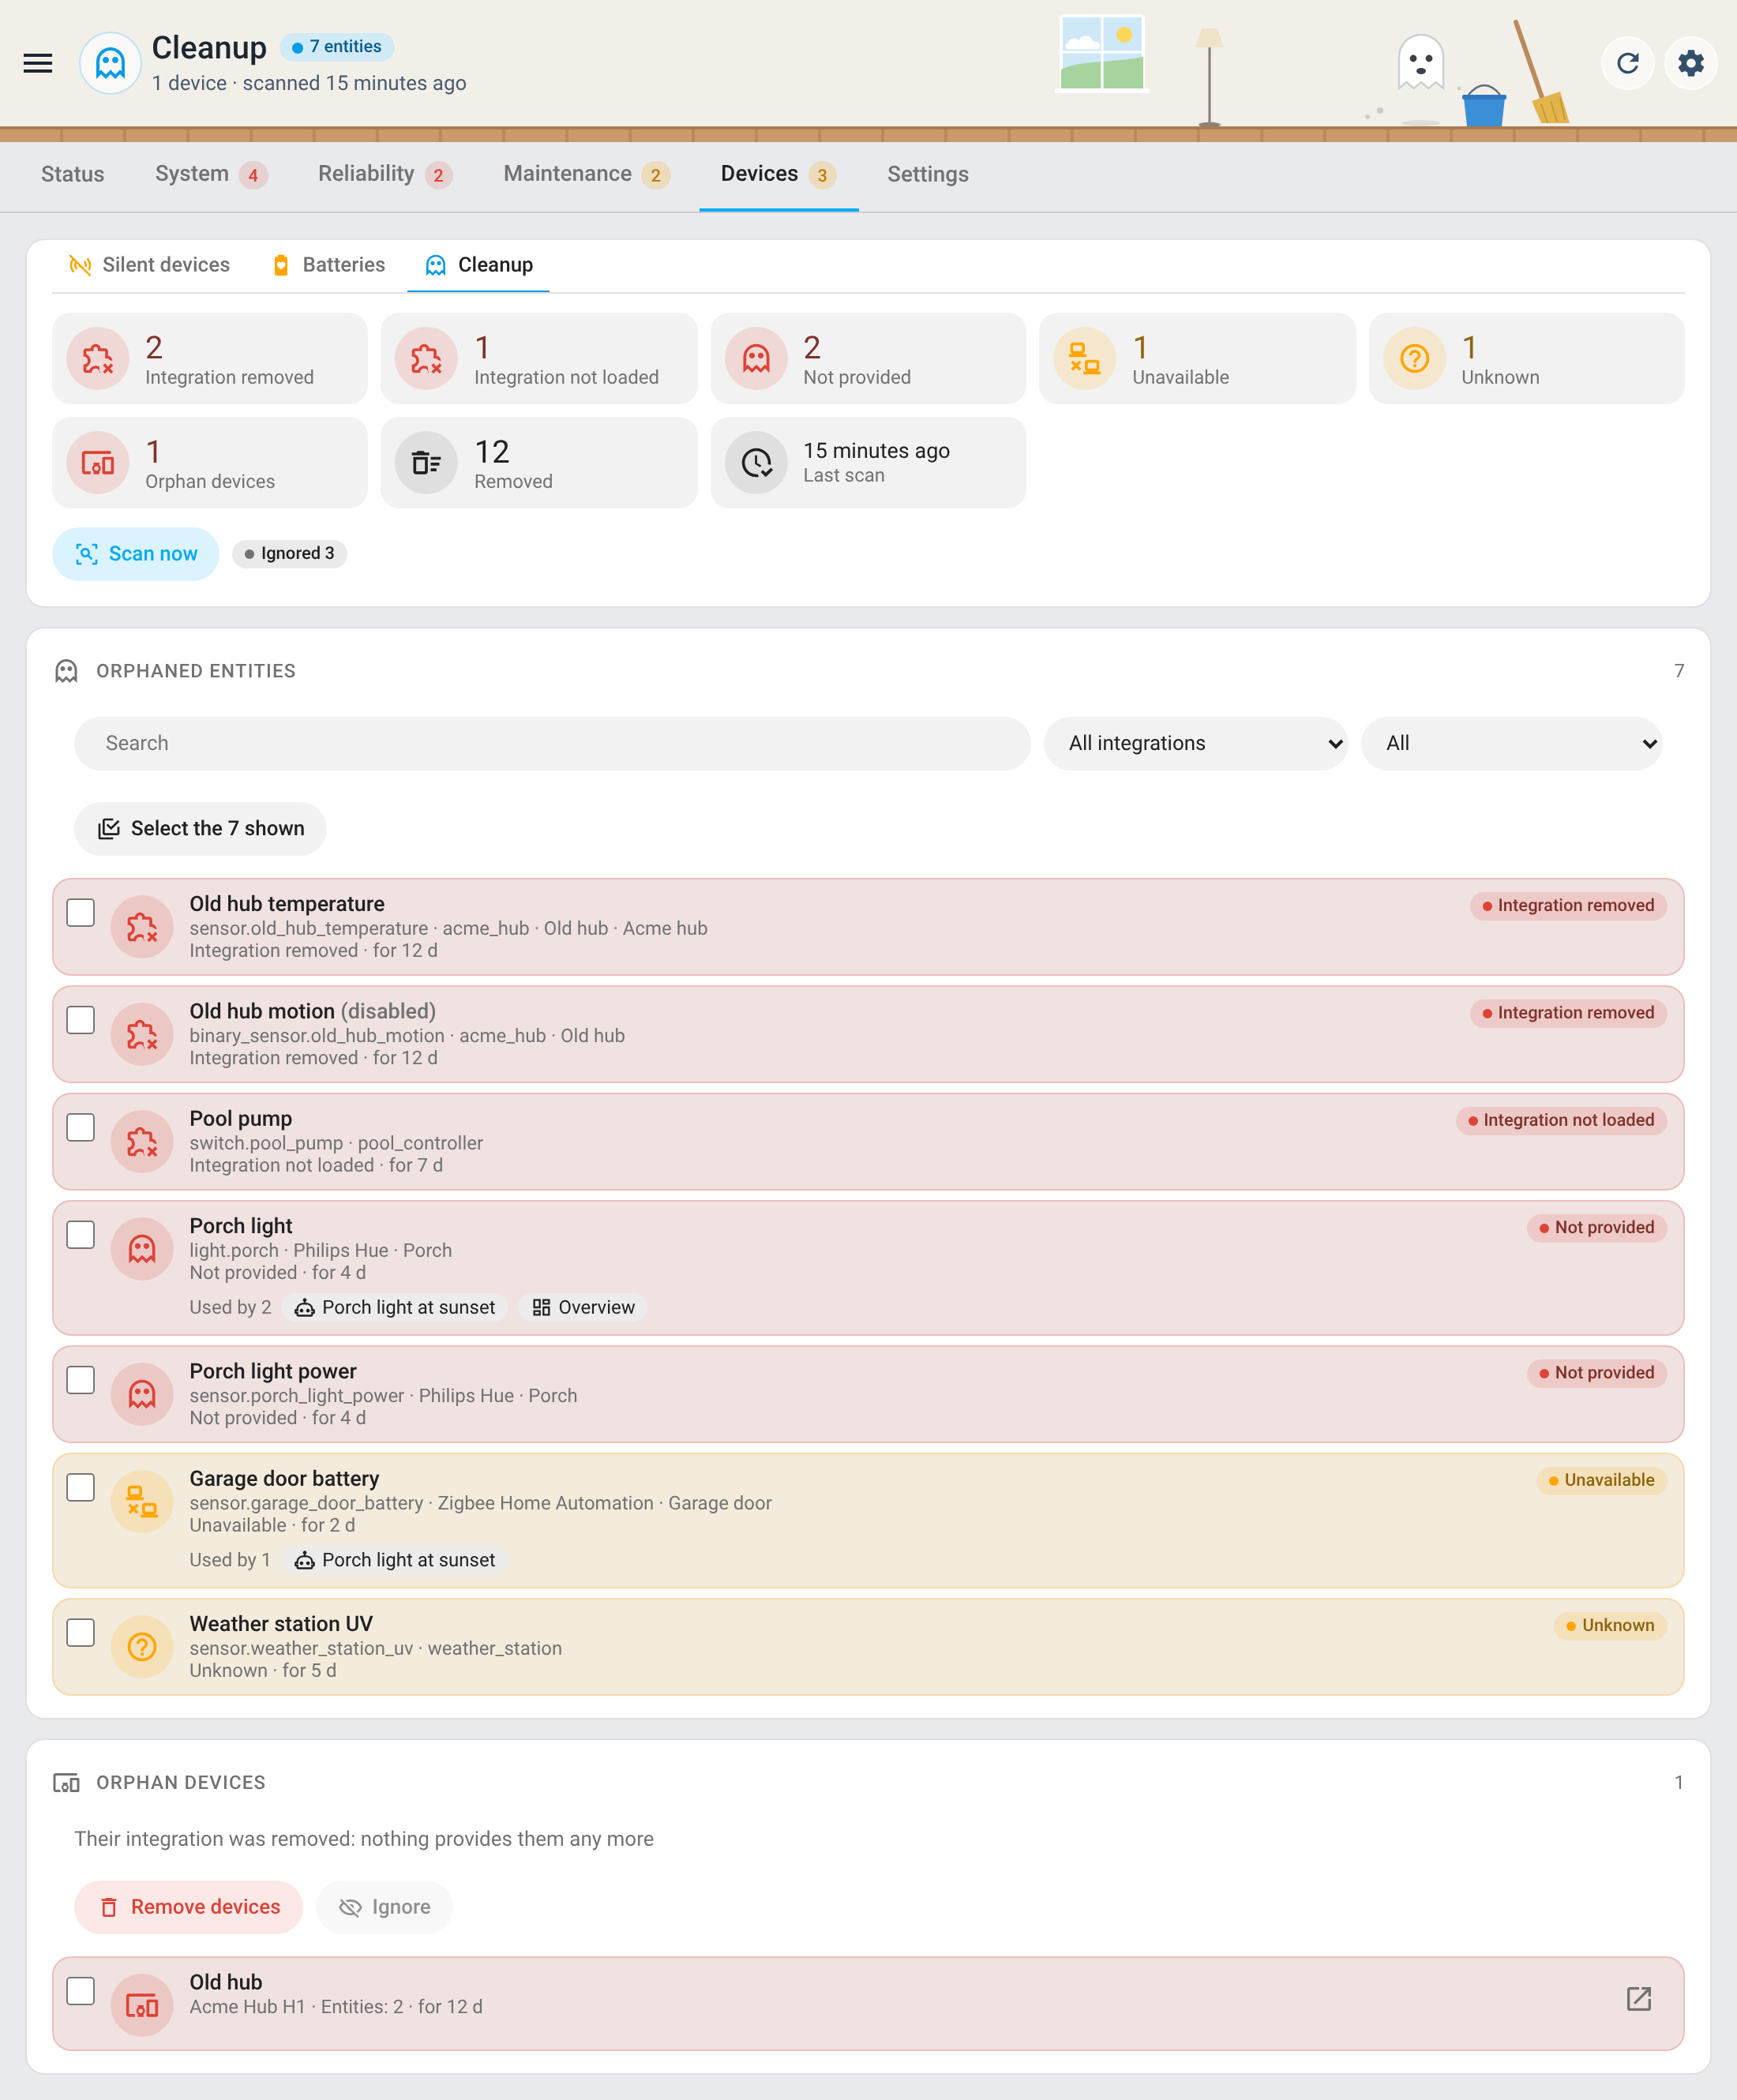 Cleanup
7 entities
1 device · scanned 15 minutes ago
Status
System 4
Reliability 2
Maintenance 2
Devices 3
Settings
Silent devices
Batteries
Cleanup
2
Integration removed
1
Integration not loaded
2
Not provided
1
Unavailable
1
Unknown
1
Orphan devices
12
Removed
15 minutes ago
Last scan
Scan now
Ignored 3
ORPHANED ENTITIES
7
Search
All integrations
All
Select the 7 shown
Old hub temperature
Integration removed
sensor.old_hub_temperature · acme_hub · Old hub · Acme hub
Integration removed · for 12 d
Old hub motion (disabled)
Integration removed
binary_sensor.old_hub_motion · acme_hub · Old hub
Integration removed · for 12 d
Pool pump
Integration not loaded
switch.pool_pump · pool_controller
Integration not loaded · for 7 d
Porch light
Not provided
light.porch · Philips Hue · Porch
Not provided · for 4 d
Used by 2
Porch light at sunset
Overview
Porch light power
Not provided
sensor.porch_light_power · Philips Hue · Porch
Not provided · for 4 d
Garage door battery
Unavailable
sensor.garage_door_battery · Zigbee Home Automation · Garage door
Unavailable · for 2 d
Used by 1
Porch light at sunset
Weather station UV
Unknown
sensor.weather_station_uv · weather_station
Unknown · for 5 d
ORPHAN DEVICES
1
Their integration was removed: nothing provides them any more
Remove devices
Ignore
Old hub
Acme Hub H1 · Entities: 2 · for 12 d